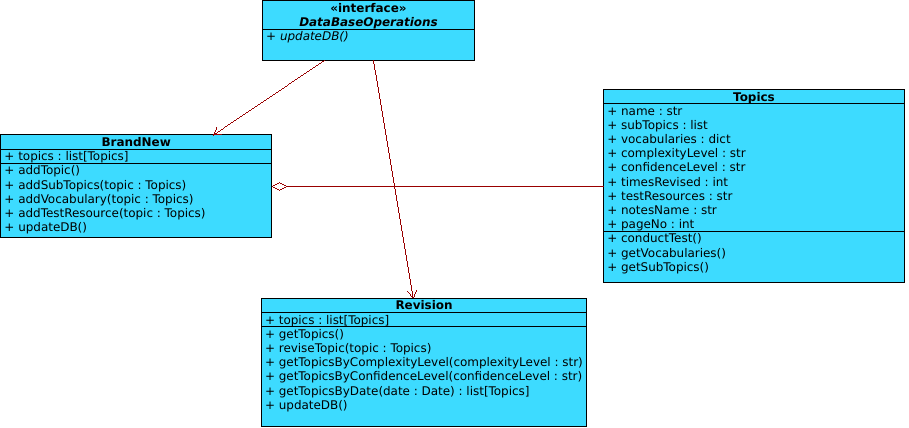 «interface»
DataBaseOperations
+ updateDB()
BrandNew
+ topics : list[Topics]
+ addTopic()
+ addSubTopics(topic : Topics)
+ addVocabulary(topic : Topics)
+ addTestResource(topic : Topics)
+ updateDB()
Topics
+ name : str
+ subTopics : list
+ vocabularies : dict
+ complexityLevel : str
+ confidenceLevel : str
+ timesRevised : int
+ testResources : str
+ notesName : str
+ pageNo : int
+ conductTest()
+ getVocabularies()
+ getSubTopics()
Revision
+ topics : list[Topics]
+ getTopics()
+ reviseTopic(topic : Topics)
+ getTopicsByComplexityLevel(complexityLevel : str)
+ getTopicsByConfidenceLevel(confidenceLevel : str)
+ getTopicsByDate(date : Date) : list[Topics]
+ updateDB()